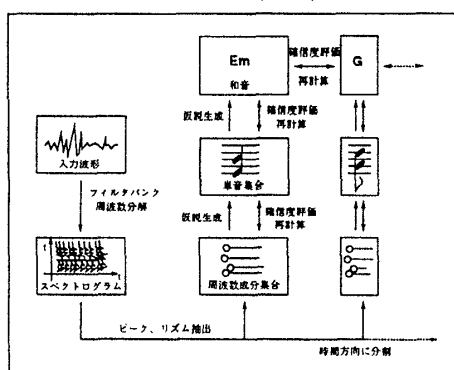 Em
和音
確信度評価
再計算
G
仮説生成
確信度評価
再計算
入力波形
単音集合
フィルタバンク
周波数分解
仮説生成
確信度評価
再計算
f
t
スペクトログラム
周波数成分集合
ピーク、リズム抽出
時間方向に分割